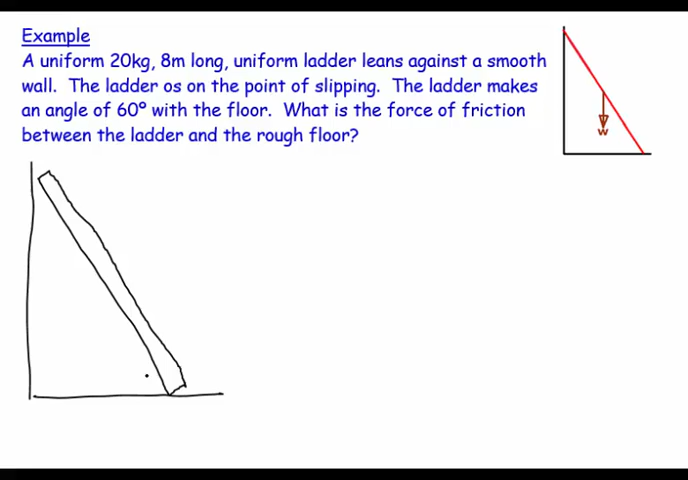 Example
A uniform 20kg, 8m long, uniform ladder leans against a smooth
wall. The ladder os on the point of slipping. The ladder makes
an angle of 60º with the floor. What is the force of friction
between the ladder and the rough floor?
W